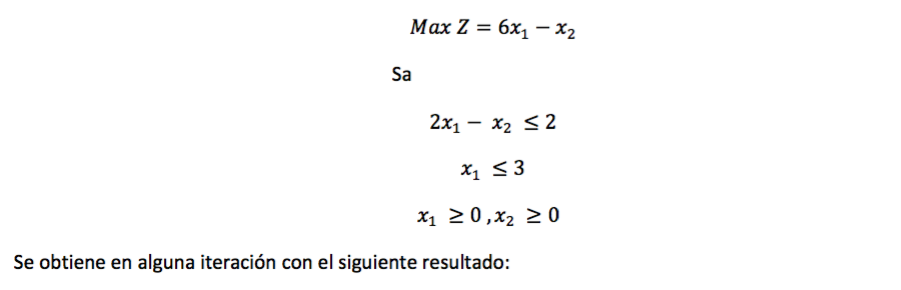 Max Z = 6x₁ − x₂
Sa
2x₁ − x₂ ≤ 2
x₁ ≤ 3
x₁ ≥ 0 , x₂ ≥ 0
Se obtiene en alguna iteración con el siguiente resultado: